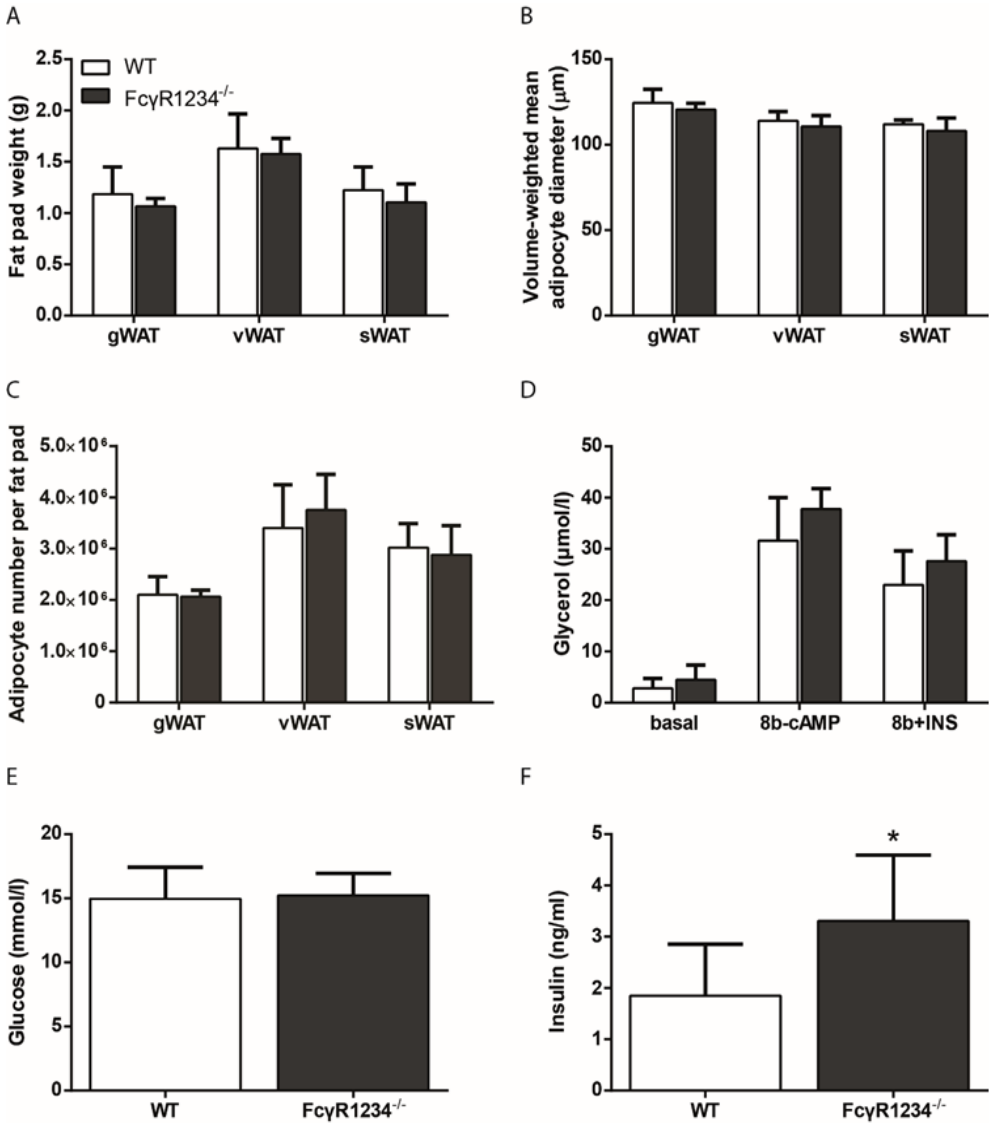 A
Fat pad weight (g)
2.5
2.0
1.5
1.0
0.5
0.0
WT
FcγR1234-/-
gWAT vWAT sWAT
B
Volume-weighted mean
adipocyte diameter (μm)
150
100
50
0
gWAT vWAT sWAT
C
Adipocyte number per fat pad
5.0×10⁶
4.0×10⁶
3.0×10⁶
2.0×10⁶
1.0×10⁶
0
gWAT vWAT sWAT
D
Glycerol (μmol/l)
50
40
30
20
10
0
basal 8b-cAMP 8b+INS
E
Glucose (mmol/l)
20
15
10
5
0
WT FcγR1234-/-
F
Insulin (ng/ml)
5
4
3
2
1
0
*
WT FcγR1234-/-